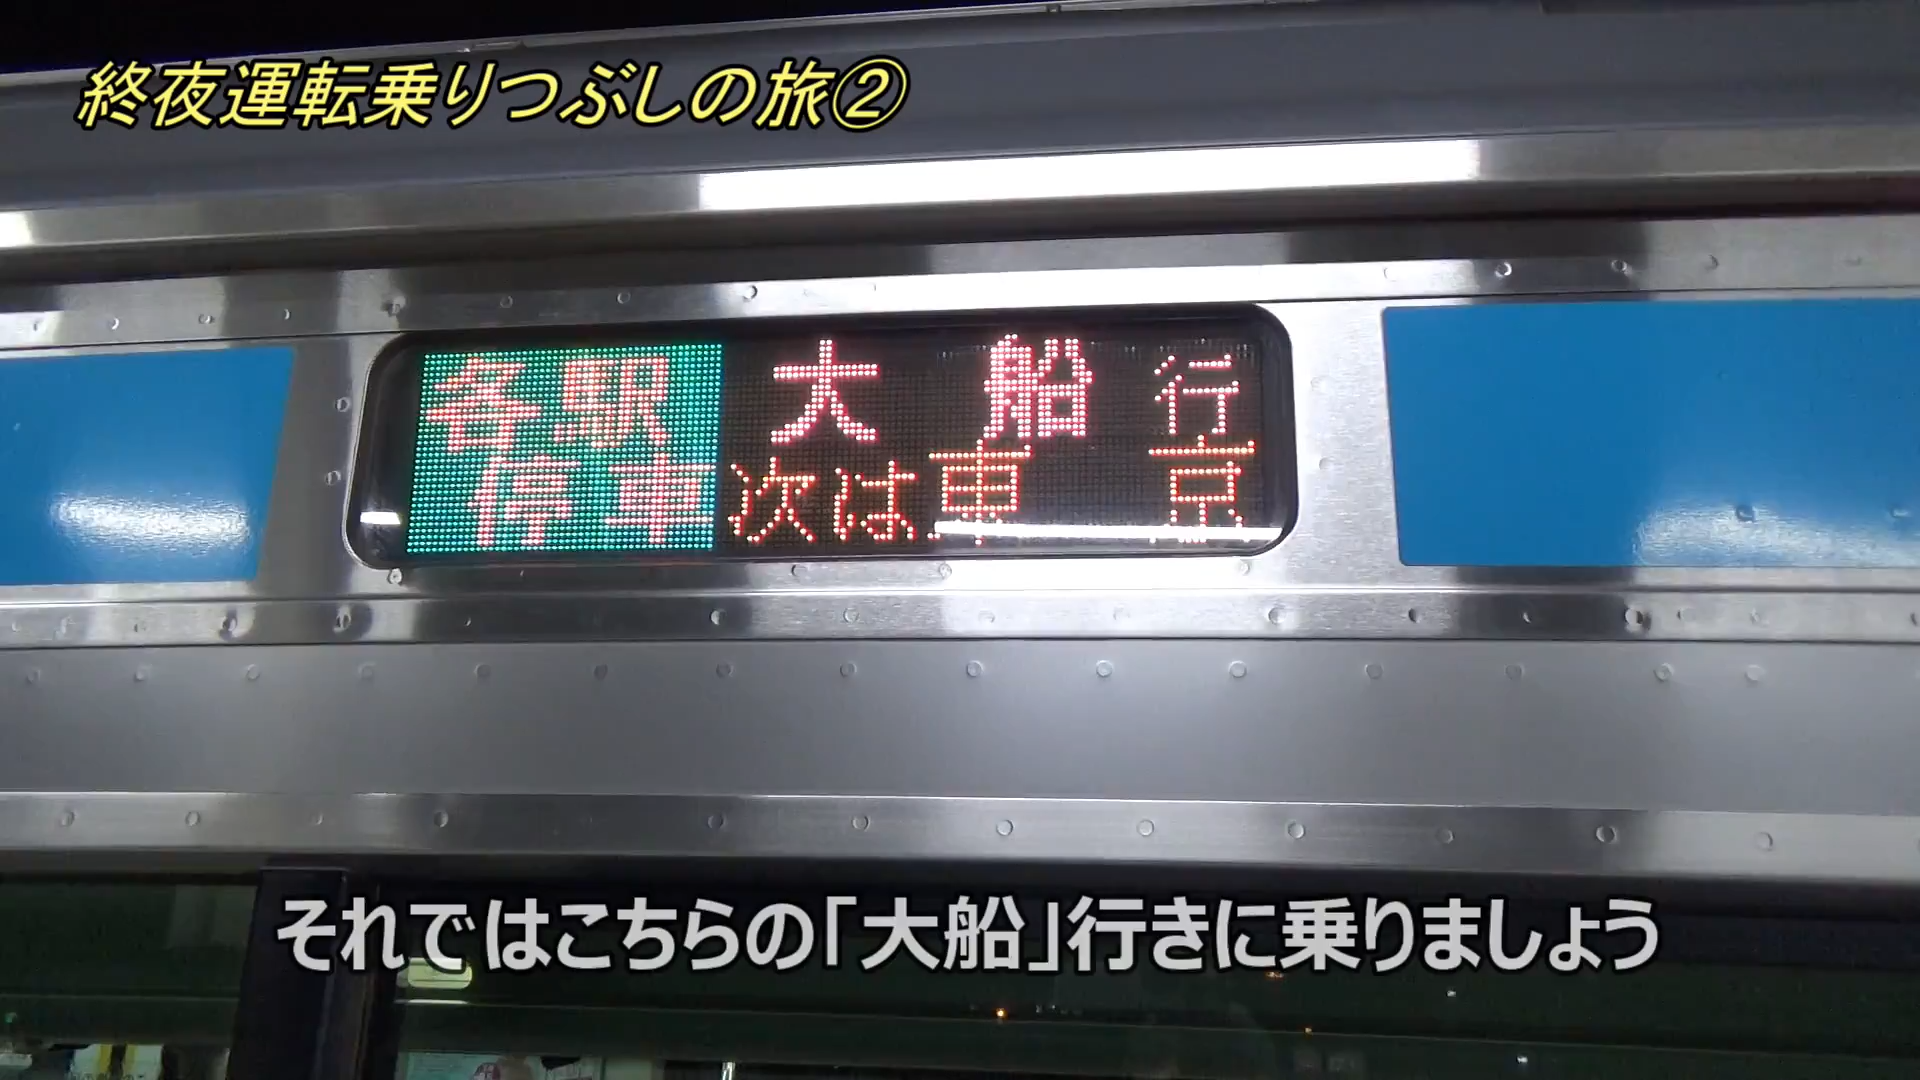 終夜運転乗りつぶしの旅②
各駅停車
大船行
次は東京
それではこちらの「大船」行きに乗りましょう